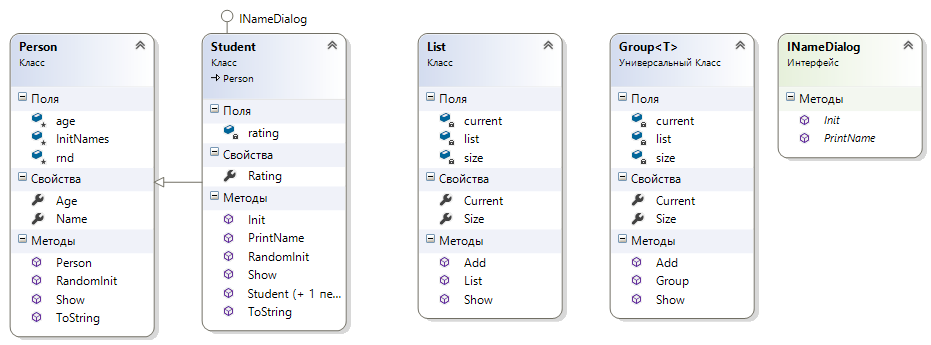 INameDialog
Person
Класс
Поля
age
InitNames
rnd
Свойства
Age
Name
Методы
Person
RandomInit
Show
ToString
Student
Класс
Person
Поля
rating
Свойства
Rating
Методы
Init
PrintName
RandomInit
Show
Student (+ 1 пе...
ToString
List
Класс
Поля
current
list
size
Свойства
Current
Size
Методы
Add
List
Show
Group<T>
Универсальный Класс
Поля
current
list
size
Свойства
Current
Size
Методы
Add
Group
Show
INameDialog
Интерфейс
Методы
Init
PrintName